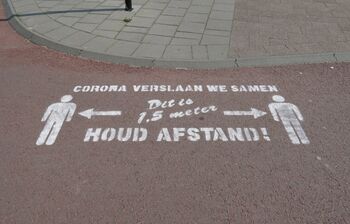 CORONA VERSLAAN WE SAMEN
Dit is
1,5 meter
HOUD AFSTAND!